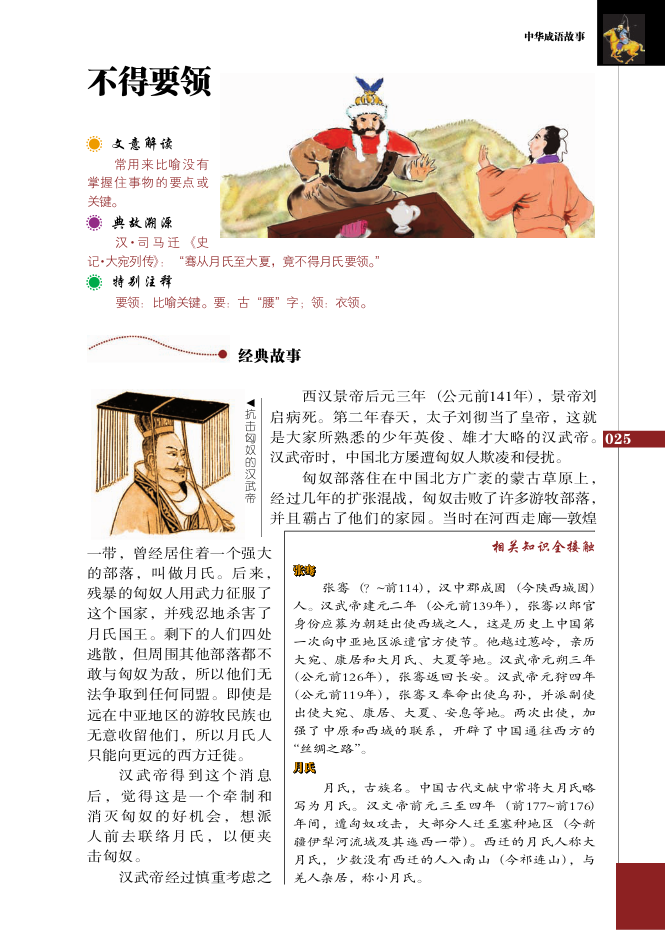 中华成语故事
不得要领
文意解读
常用来比喻没有
掌握住事物的要点或
关键。
典故溯源
汉·司马迁《史
记·大宛列传》：“骞从月氏至大夏，竟不得月氏要领。”
特别注释
要领：比喻关键。要：古“腰”字；领：衣领。
经典故事
◀抗击匈奴的汉武帝
西汉景帝后元三年（公元前141年），景帝刘
启病死。第二年春天，太子刘彻当了皇帝，这就
是大家所熟悉的少年英俊、雄才大略的汉武帝。
汉武帝时，中国北方屡遭匈奴人欺凌和侵扰。
匈奴部落住在中国北方广袤的蒙古草原上，
经过几年的扩张混战，匈奴击败了许多游牧部落，
并且霸占了他们的家园。当时在河西走廊—敦煌
一带，曾经居住着一个强大
的部落，叫做月氏。后来，
残暴的匈奴人用武力征服了
这个国家，并残忍地杀害了
月氏国王。剩下的人们四处
逃散，但周围其他部落都不
敢与匈奴为敌，所以他们无
法争取到任何同盟。即使是
远在中亚地区的游牧民族也
无意收留他们，所以月氏人
只能向更远的西方迁徙。
汉武帝得到这个消息
后，觉得这是一个牵制和
消灭匈奴的好机会，想派
人前去联络月氏，以便夹
击匈奴。
汉武帝经过慎重考虑之
025
相关知识全接触
张骞
张骞（？~前114），汉中郡成固（今陕西城固）
人。汉武帝建元二年（公元前139年），张骞以郎官
身份应募为朝廷出使西域之人，这是历史上中国第
一次向中亚地区派遣官方使节。他越过葱岭，亲历
大宛、康居和大月氏、大夏等地。汉武帝元朔三年
（公元前126年），张骞返回长安。汉武帝元狩四年
（公元前119年），张骞又奉命出使乌孙，并派副使
出使大宛、康居、大夏、安息等地。两次出使，加
强了中原和西域的联系，开辟了中国通往西方的
“丝绸之路”。
月氏
月氏，古族名。中国古代文献中常将大月氏略
写为月氏。汉文帝前元三至四年（前177~前176）
年间，遭匈奴攻击，大部分人迁至塞种地区（今新
疆伊犁河流域及其迤西一带）。西迁的月氏人称大
月氏，少数没有西迁的人入南山（今祁连山），与
羌人杂居，称小月氏。